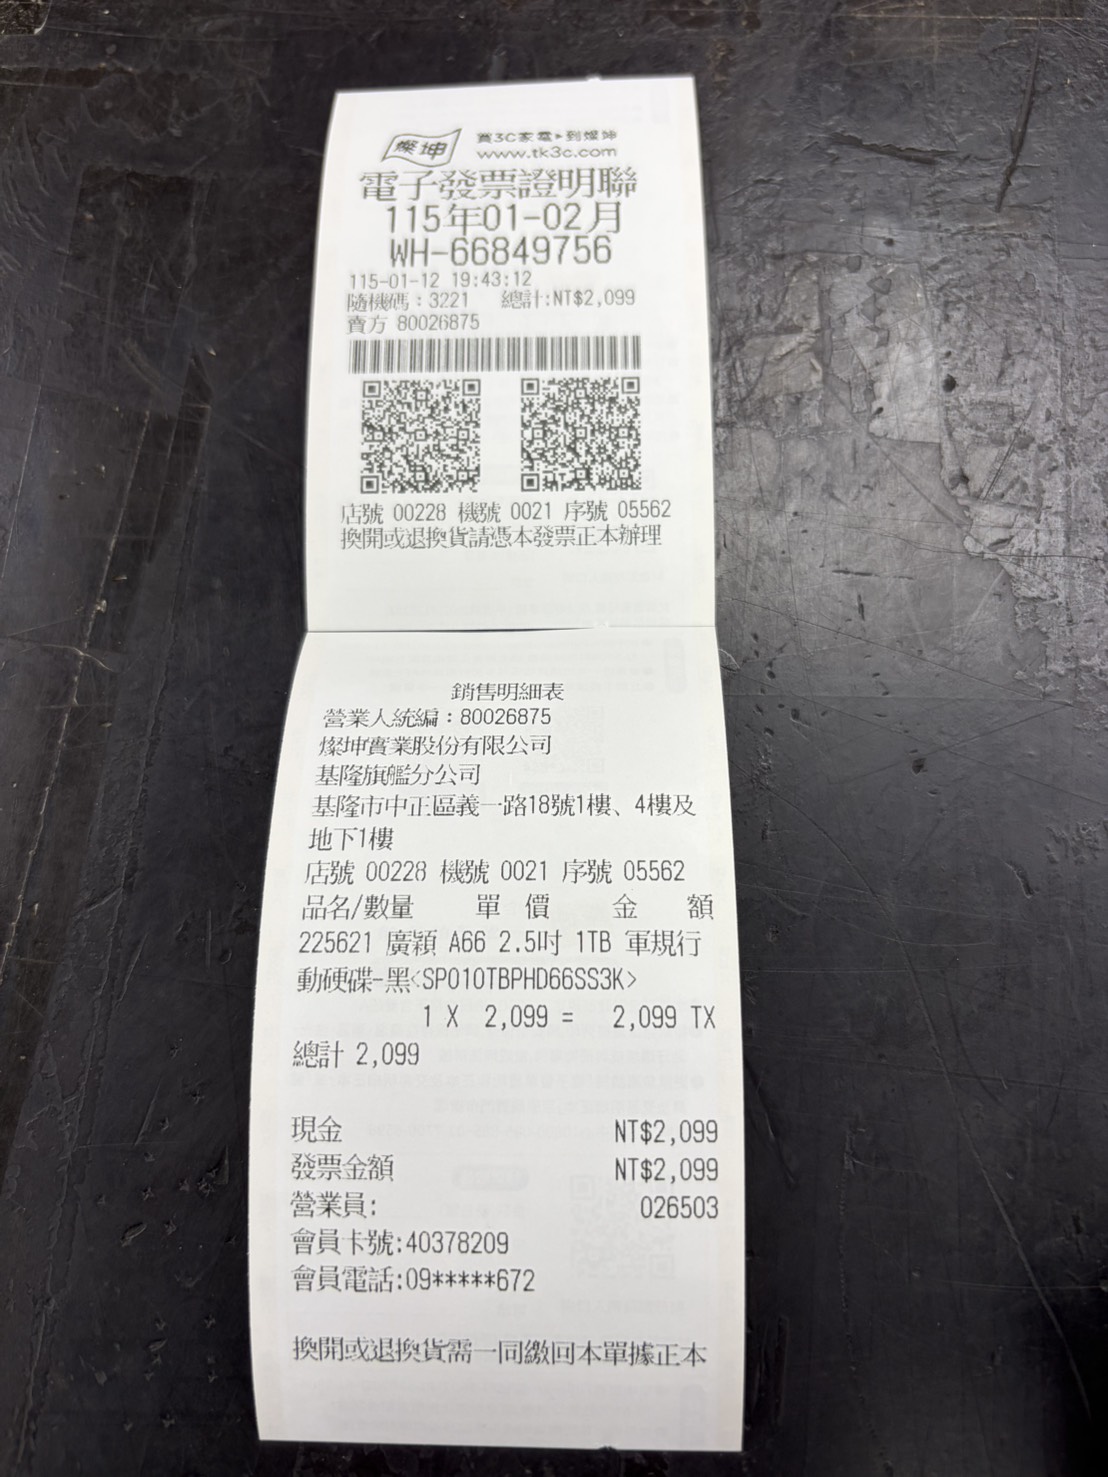 燦坤 買3C家電▸到燦坤
www.tk3c.com
電子發票證明聯
115年01-02月
WH-66849756
115-01-12 19:43:12
隨機碼：3221 總計:NT$2,099
賣方 80026875
店號 00228 機號 0021 序號 05562
換開或退換貨請憑本發票正本辦理
銷售明細表
營業人統編：80026875
燦坤實業股份有限公司
基隆旗艦分公司
基隆市中正區義一路18號1樓、4樓及
地下1樓
店號 00228 機號 0021 序號 05562
品名/數量 單 價 金 額
225621 廣穎 A66 2.5吋 1TB 軍規行
動硬碟-黑<SP010TBPHD66SS3K>
1 X 2,099 = 2,099 TX
總計 2,099
現金 NT$2,099
發票金額 NT$2,099
營業員: 026503
會員卡號:40378209
會員電話:09*****672
換開或退換貨需一同繳回本單據正本